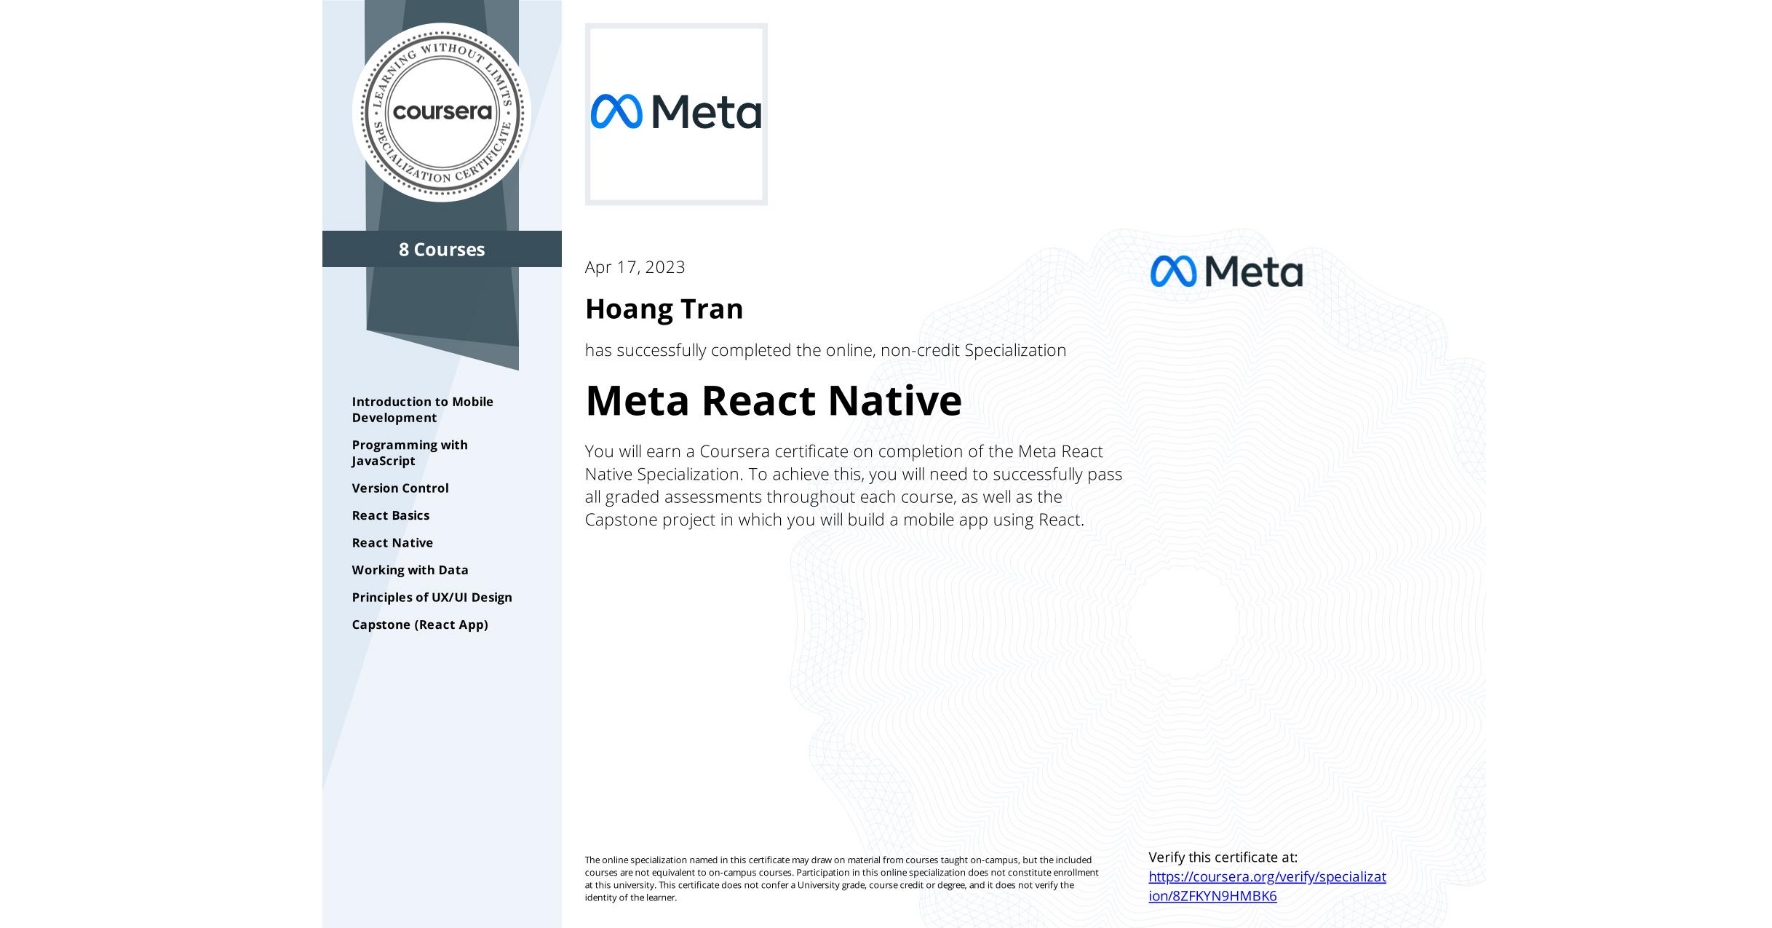 LEARNING WITHOUT LIMITS
coursera
SPECIALIZATION CERTIFICATE
8 Courses
Introduction to Mobile
Development
Programming with
JavaScript
Version Control
React Basics
React Native
Working with Data
Principles of UX/UI Design
Capstone (React App)
Meta
Apr 17, 2023
Hoang Tran
has successfully completed the online, non-credit Specialization
Meta React Native
You will earn a Coursera certificate on completion of the Meta React
Native Specialization. To achieve this, you will need to successfully pass
all graded assessments throughout each course, as well as the
Capstone project in which you will build a mobile app using React.
Meta
The online specialization named in this certificate may draw on material from courses taught on-campus, but the included
courses are not equivalent to on-campus courses. Participation in this online specialization does not constitute enrollment
at this university. This certificate does not confer a University grade, course credit or degree, and it does not verify the
identity of the learner.
Verify this certificate at:
https://coursera.org/verify/specializat
ion/8ZFKYN9HMBK6